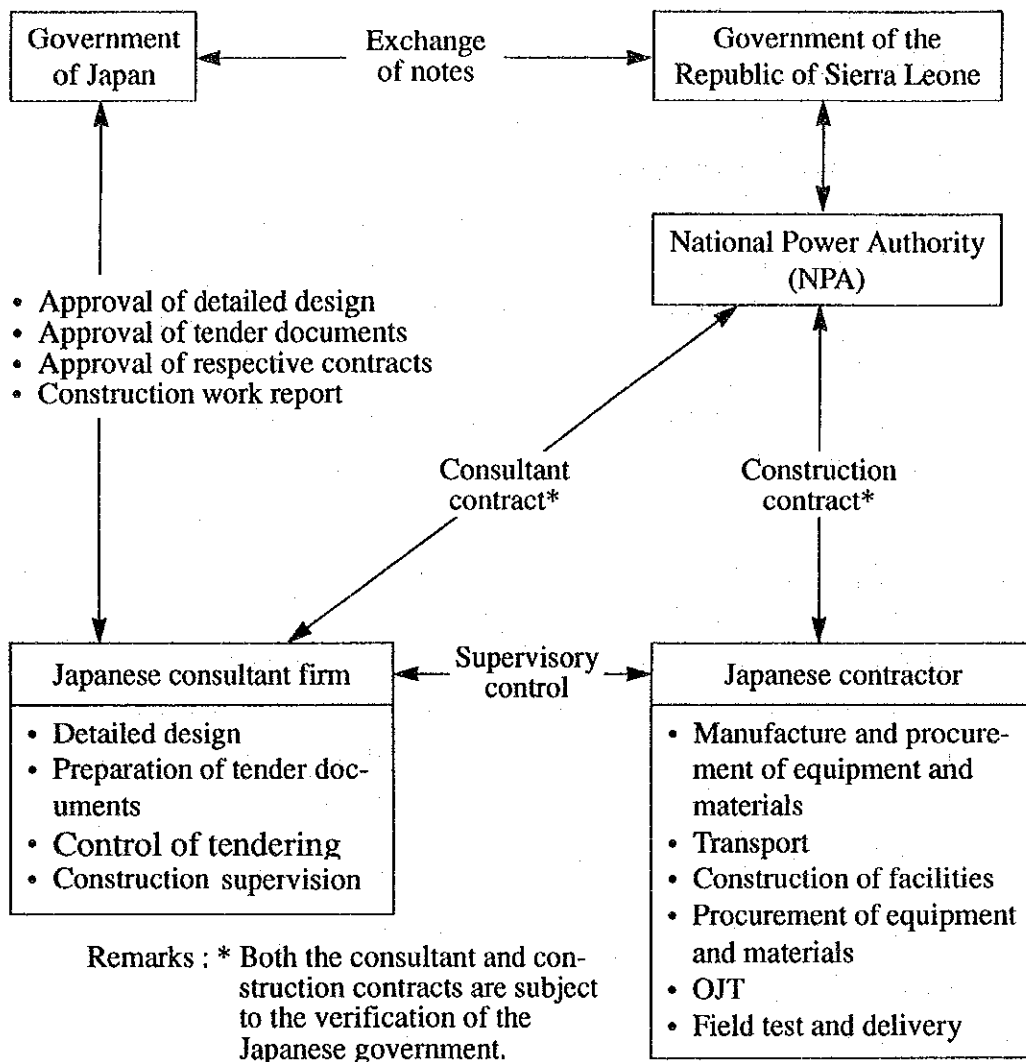 Government
of Japan
Exchange
of notes
Government of the
Republic of Sierra Leone
National Power Authority
(NPA)
• Approval of detailed design
• Approval of tender documents
• Approval of respective contracts
• Construction work report
Consultant
contract*
Construction
contract*
Japanese consultant firm
• Detailed design
• Preparation of tender doc-
uments
• Control of tendering
• Construction supervision
Supervisory
control
Japanese contractor
• Manufacture and procure-
ment of equipment and
materials
• Transport
• Construction of facilities
• Procurement of equipment
and materials
• OJT
• Field test and delivery
Remarks : * Both the consultant and con-
struction contracts are subject
to the verification of the
Japanese government.